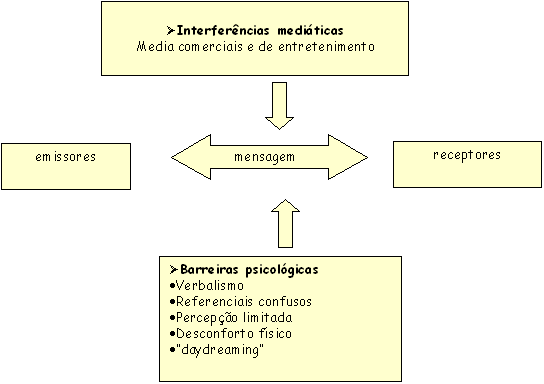 ➢Interferências mediáticas
Media comerciais e de entretenimento
emissores
mensagem
receptores
➢Barreiras psicológicas
•Verbalismo
•Referenciais confusos
•Percepção limitada
•Desconforto físico
•"daydreaming"